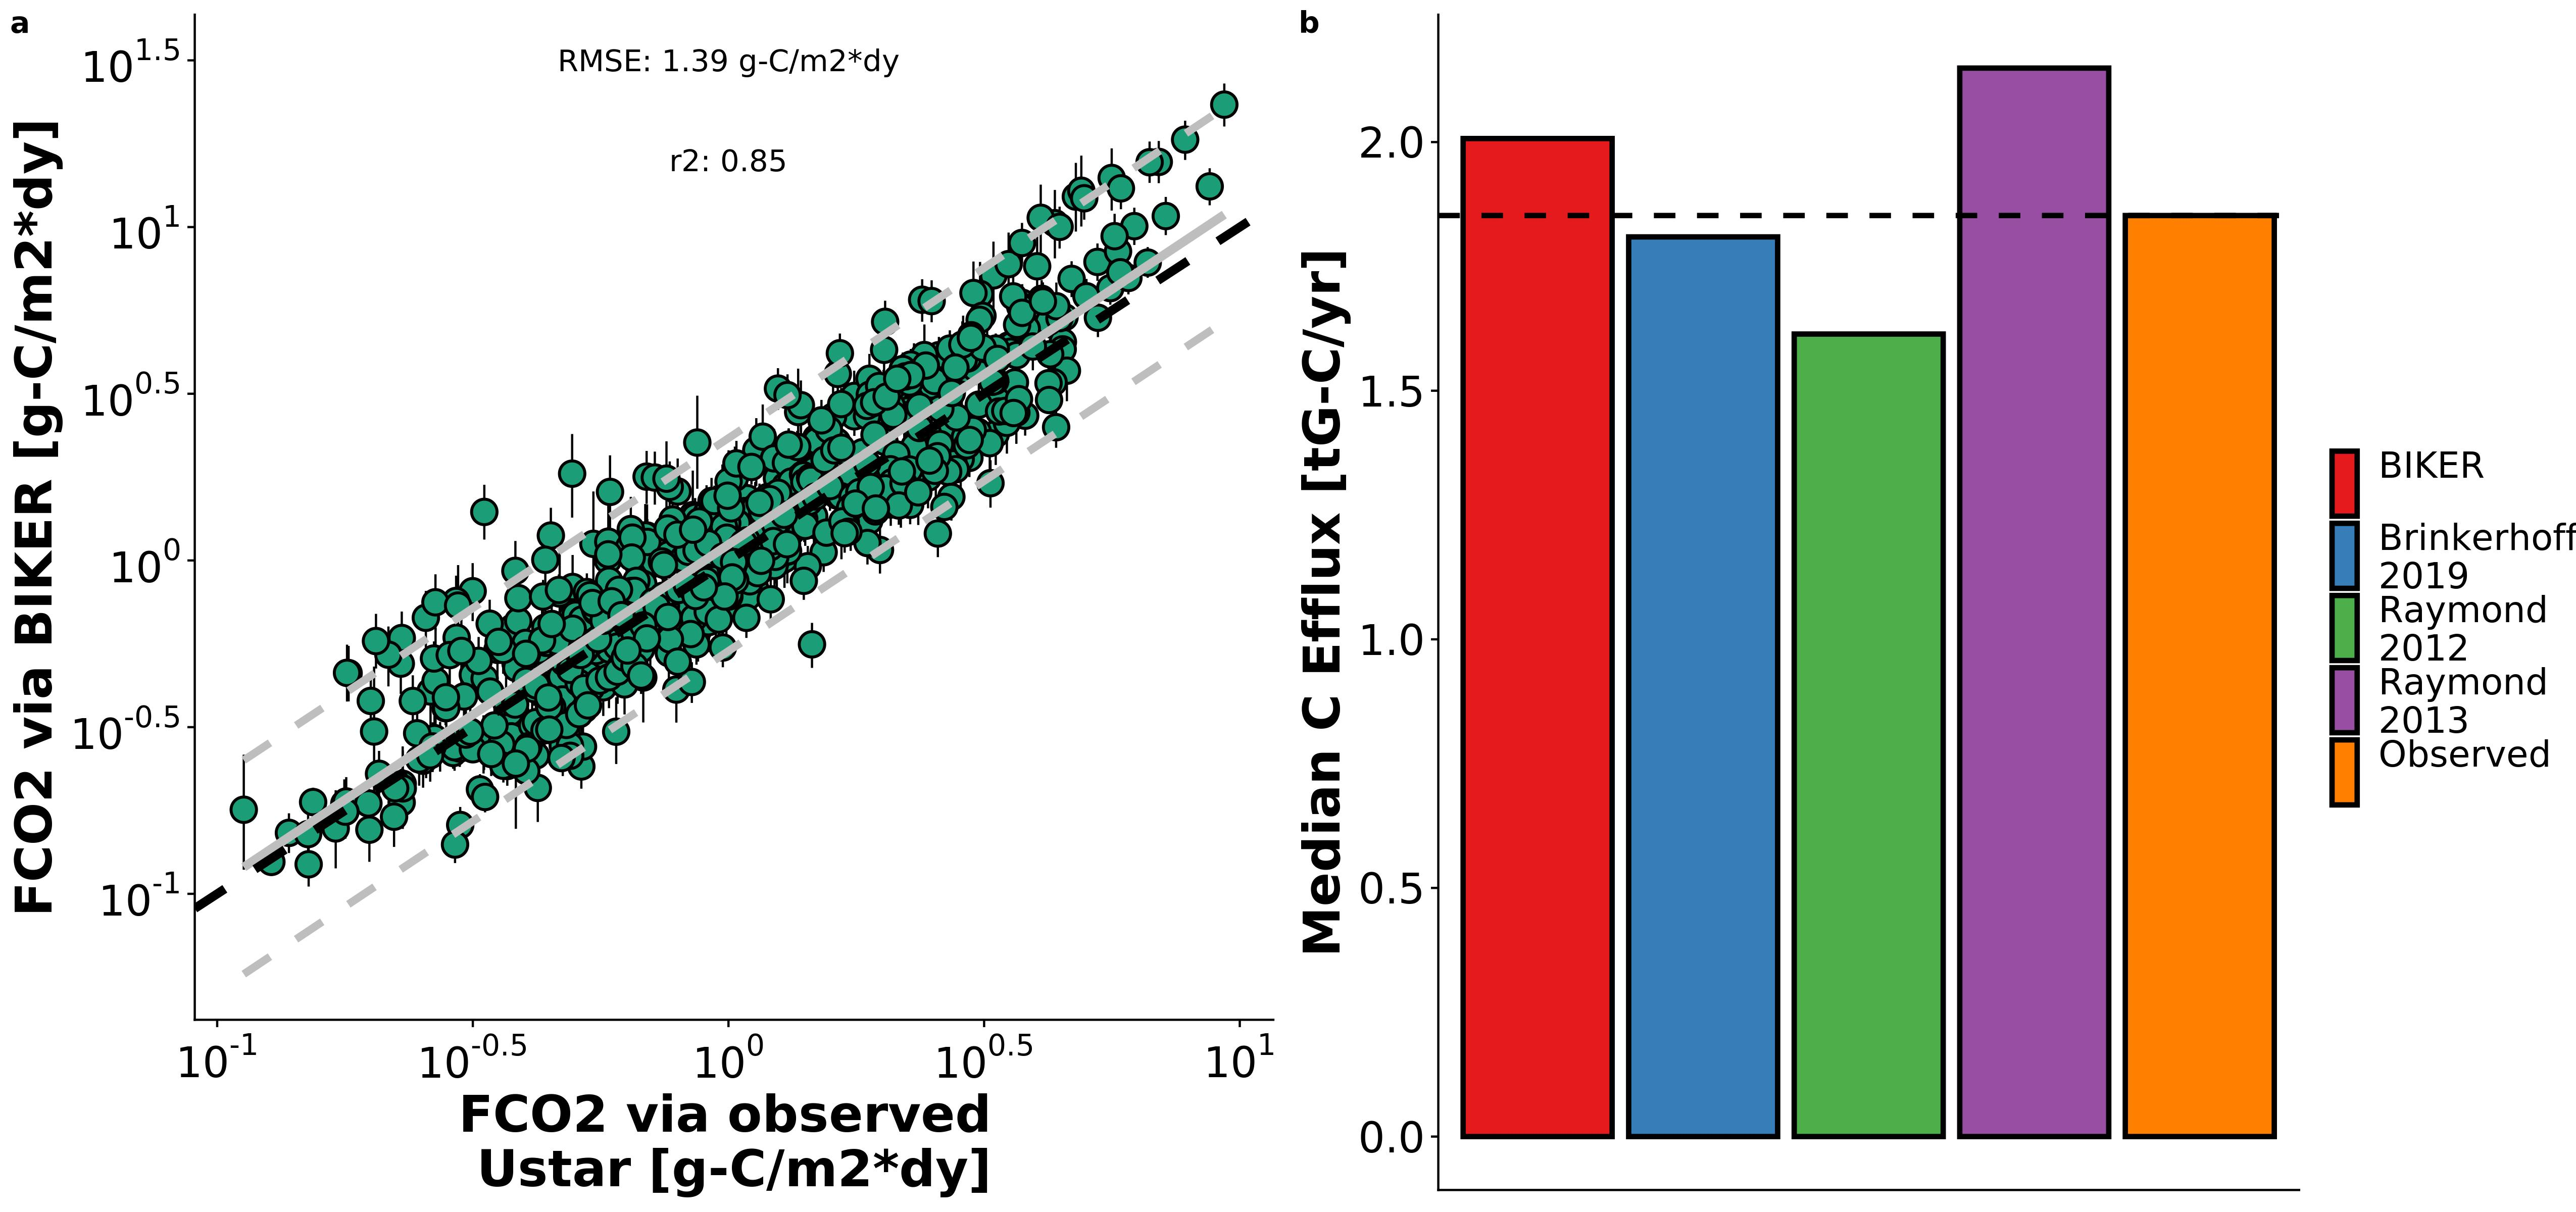 a
RMSE: 1.39 g-C/m2*dy
r2: 0.85
FCO2 via BIKER [g-C/m2*dy]
10^1.5
10^1
10^0.5
10^0
10^-0.5
10^-1
10^-1
10^-0.5
10^0
10^0.5
10^1
FCO2 via observed
Ustar [g-C/m2*dy]
b
Median C Efflux [tG-C/yr]
2.0
1.5
1.0
0.5
0.0
BIKER
Brinkerhoff
2019
Raymond
2012
Raymond
2013
Observed